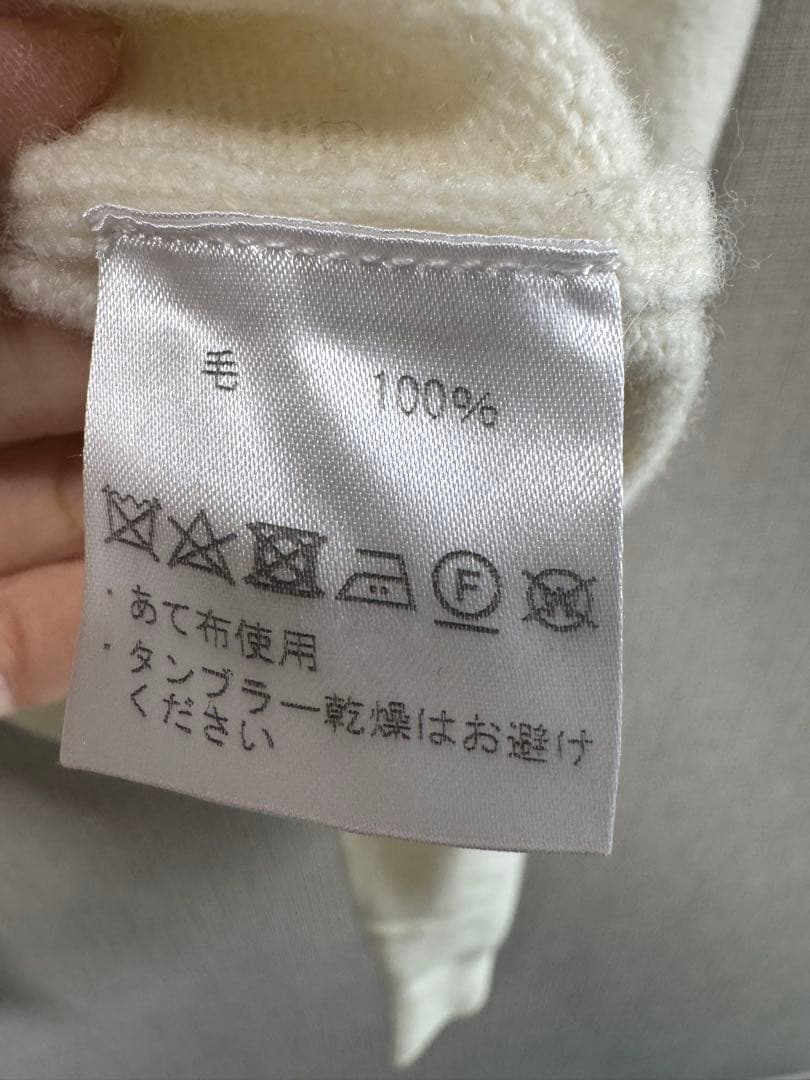 毛 100%
F W
・あて布使用
・タンブラー乾燥はお避け
ください